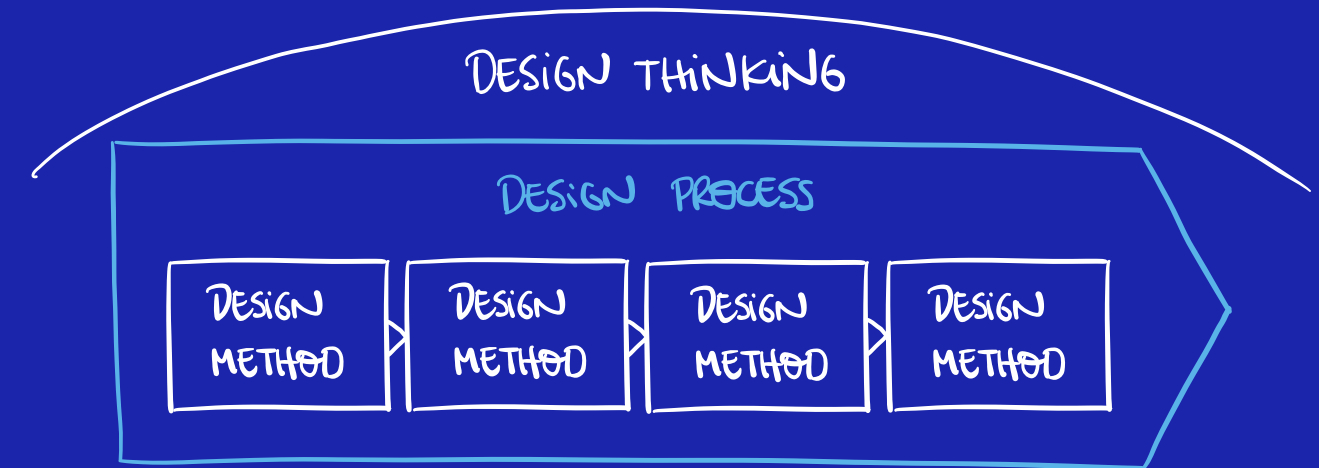 DESIGN THINKING
DESIGN PROCESS
DESIGN
METHOD
DESIGN
METHOD
DESIGN
METHOD
DESIGN
METHOD